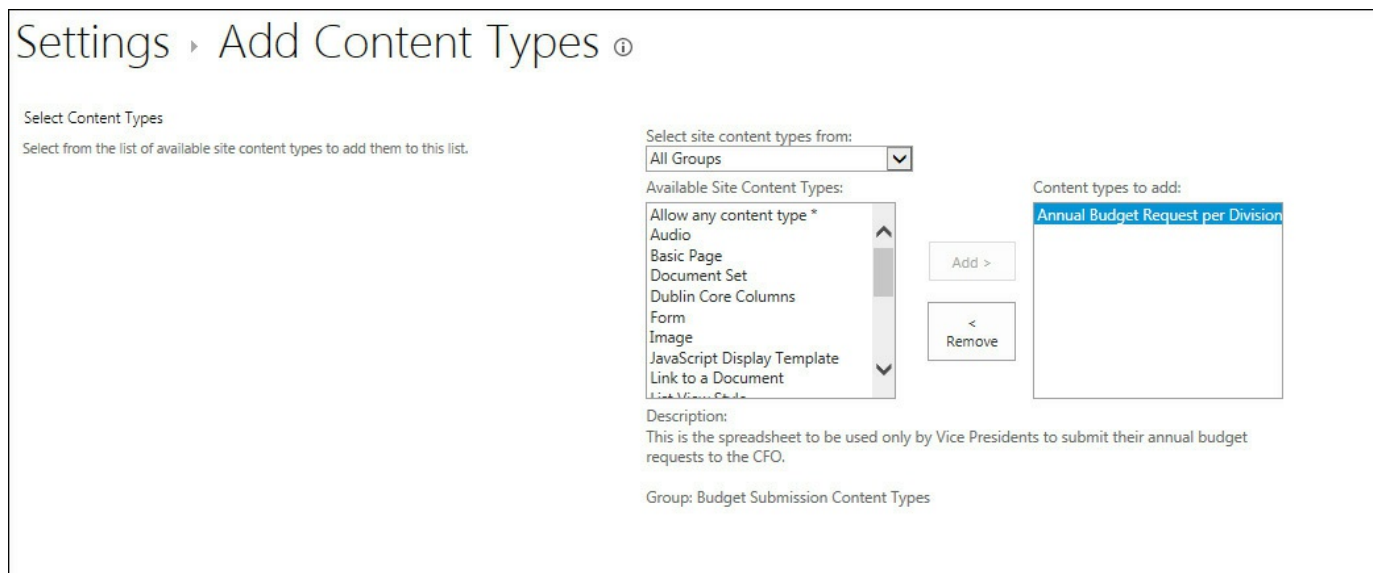 Settings › Add Content Types
Select Content Types
Select from the list of available site content types to add them to this list.
Select site content types from:
All Groups
Available Site Content Types:
Allow any content type *
Audio
Basic Page
Document Set
Dublin Core Columns
Form
Image
JavaScript Display Template
Link to a Document
List View Style
Add >
<
Remove
Content types to add:
Annual Budget Request per Division
Description:
This is the spreadsheet to be used only by Vice Presidents to submit their annual budget
requests to the CFO.
Group: Budget Submission Content Types